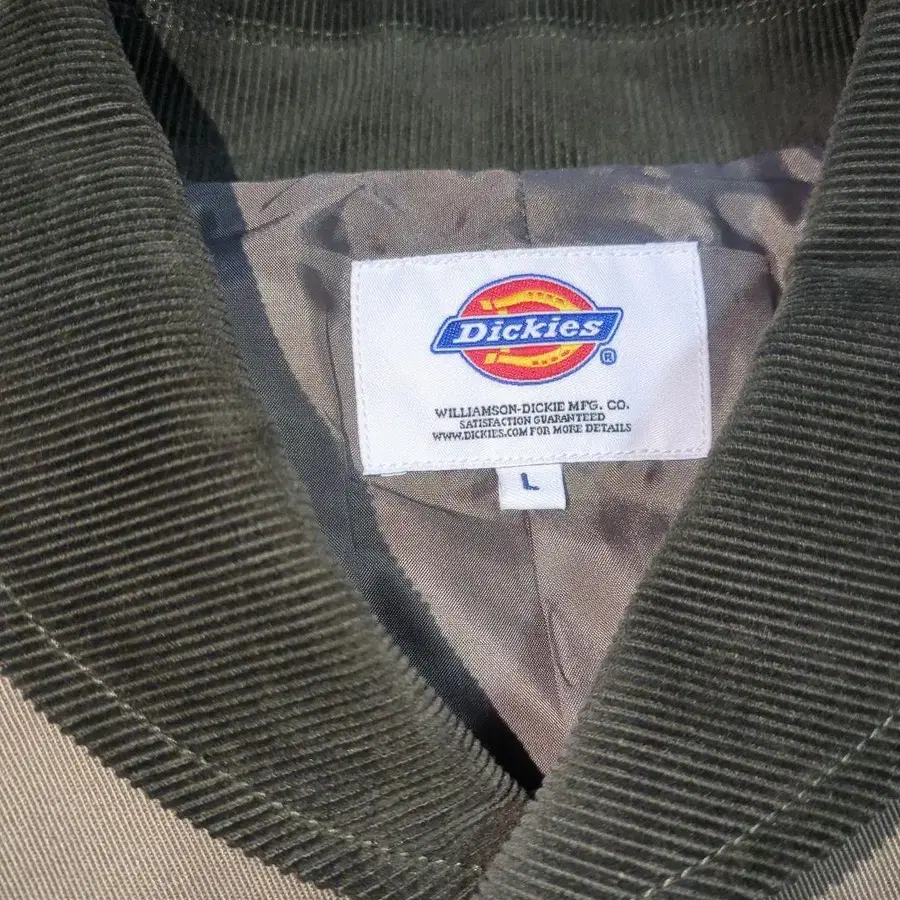 Dickies
®
WILLIAMSON-DICKIE MFG. CO.
SATISFACTION GUARANTEED
WWW.DICKIES.COM FOR MORE DETAILS
L